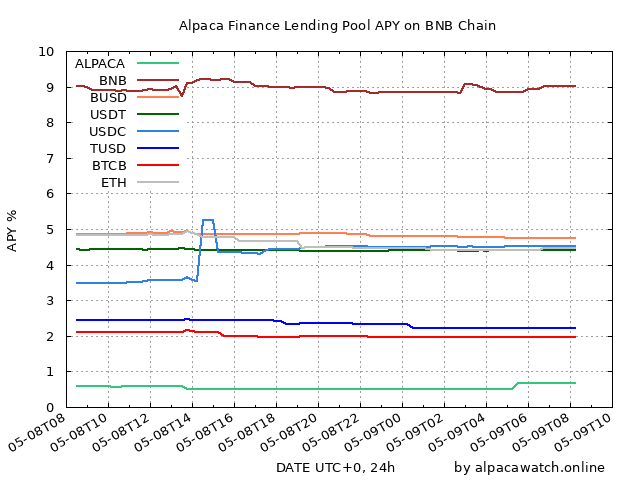 Alpaca Finance Lending Pool APY on BNB Chain
10
9
8
7
6
5
4
3
2
1
0
APY %
ALPACA
BNB
BUSD
USDT
USDC
TUSD
BTCB
ETH
05-08T08
05-08T10
05-08T12
05-08T14
05-08T16
05-08T18
05-08T20
05-08T22
05-09T00
05-09T02
05-09T04
05-09T06
05-09T08
05-09T10
DATE UTC+0, 24h
by alpacawatch.online